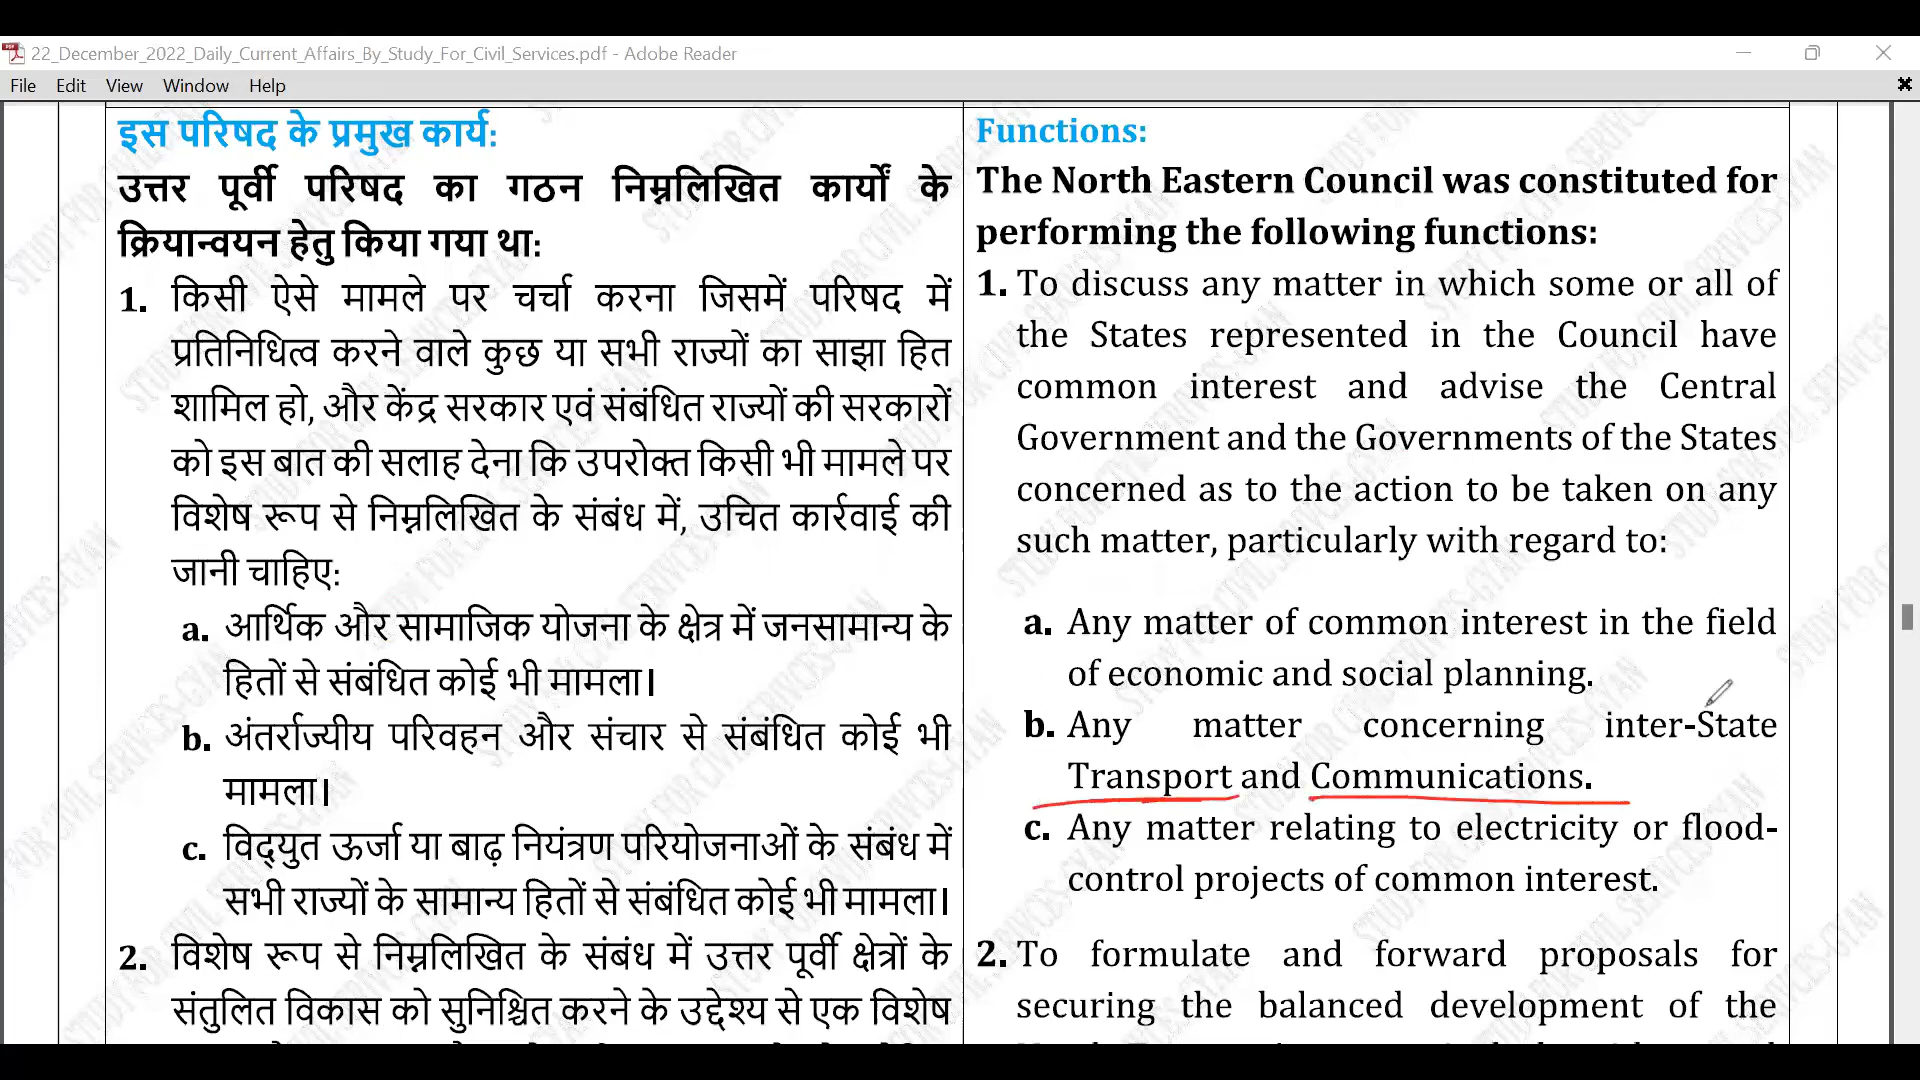 22_December_2022_Daily_Current_Affairs_By_Study_For_Civil_Services.pdf - Adobe Reader
File Edit View Window Help
इस परिषद के प्रमुख कार्य:
उत्तर पूर्वी परिषद का गठन निम्नलिखित कार्यों के
क्रियान्वयन हेतु किया गया था:
1. किसी ऐसे मामले पर चर्चा करना जिसमें परिषद में
प्रतिनिधित्व करने वाले कुछ या सभी राज्यों का साझा हित
शामिल हो, और केंद्र सरकार एवं संबंधित राज्यों की सरकारों
को इस बात की सलाह देना कि उपरोक्त किसी भी मामले पर
विशेष रूप से निम्नलिखित के संबंध में, उचित कार्रवाई की
जानी चाहिए:
a. आर्थिक और सामाजिक योजना के क्षेत्र में जनसामान्य के
हितों से संबंधित कोई भी मामला।
b. अंतर्राज्यीय परिवहन और संचार से संबंधित कोई भी
मामला।
c. विद्युत ऊर्जा या बाढ़ नियंत्रण परियोजनाओं के संबंध में
सभी राज्यों के सामान्य हितों से संबंधित कोई भी मामला।
2. विशेष रूप से निम्नलिखित के संबंध में उत्तर पूर्वी क्षेत्रों के
संतुलित विकास को सुनिश्चित करने के उद्देश्य से एक विशेष
Functions:
The North Eastern Council was constituted for
performing the following functions:
1. To discuss any matter in which some or all of
the States represented in the Council have
common interest and advise the Central
Government and the Governments of the States
concerned as to the action to be taken on any
such matter, particularly with regard to:
a. Any matter of common interest in the field
of economic and social planning.
b. Any matter concerning inter-State
Transport and Communications.
c. Any matter relating to electricity or flood-
control projects of common interest.
2. To formulate and forward proposals for
securing the balanced development of the